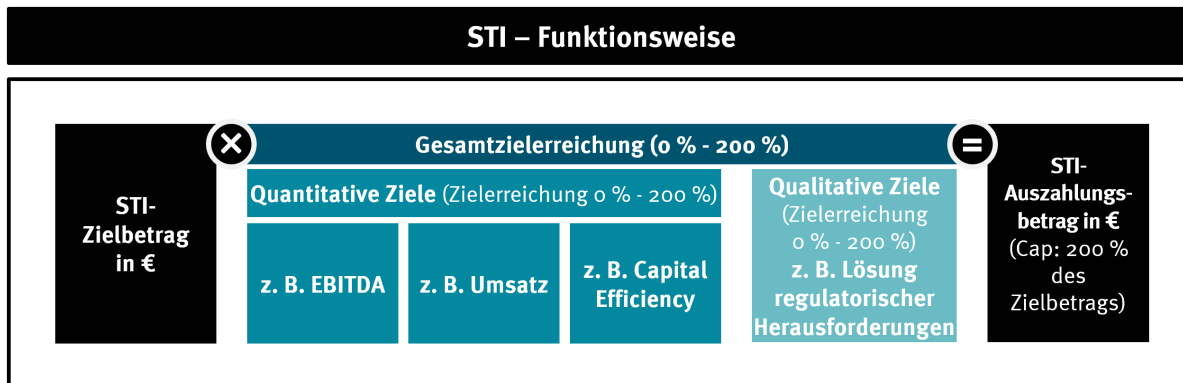 STI – Funktionsweise
STI-
Zielbetrag
in €
×
Gesamtzielerreichung (0 % - 200 %)
Quantitative Ziele (Zielerreichung 0 % - 200 %)
z. B. EBITDA
z. B. Umsatz
z. B. Capital
Efficiency
Qualitative Ziele
(Zielerreichung
0 % - 200 %)
z. B. Lösung
regulatorischer
Herausforderungen
=
STI-
Auszahlungs-
betrag in €
(Cap: 200 %
des
Zielbetrags)